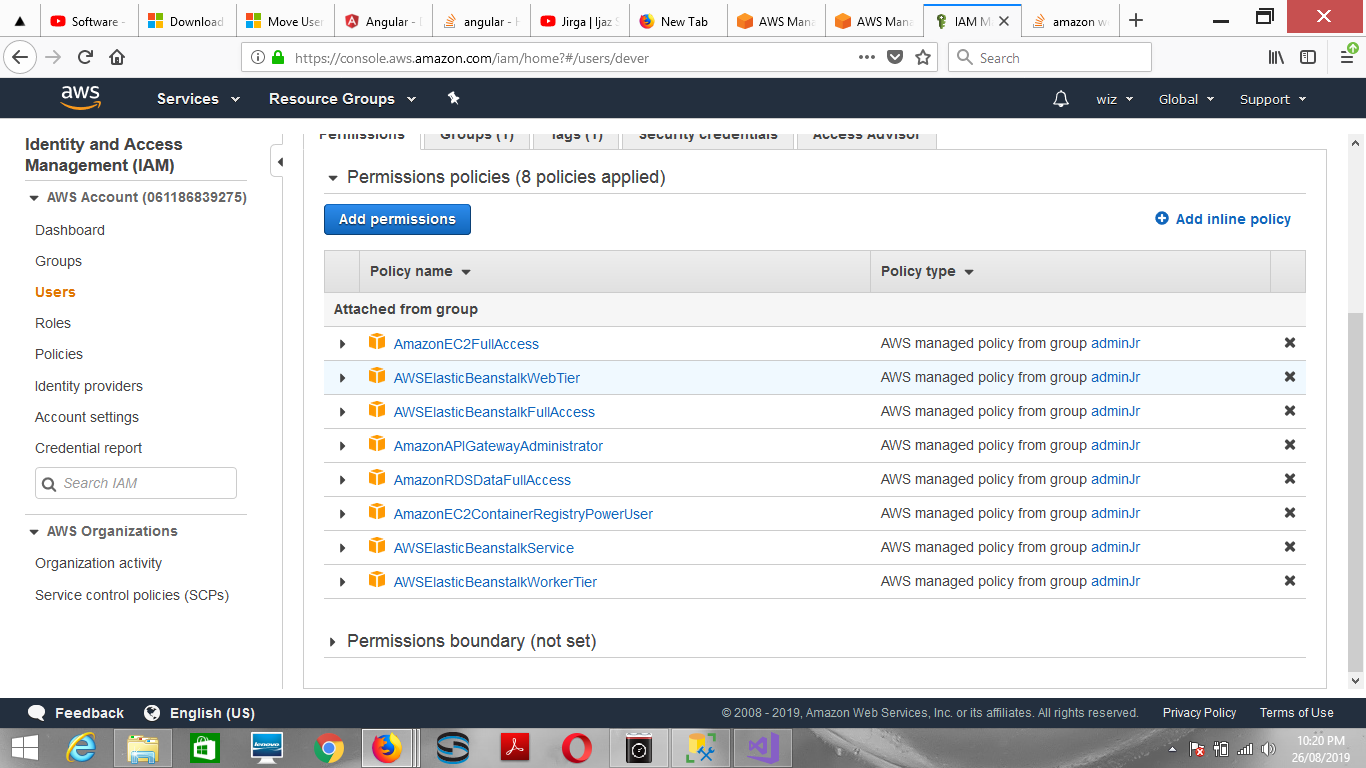 Software -
Download
Move User
Angular - 
angular - 
Jirga | Ijaz S
New Tab
AWS Mana
AWS Mana
IAM M
amazon w
https://console.aws.amazon.com/iam/home?#/users/dever
Search
aws
Services
Resource Groups
wiz
Global
Support
Identity and Access
Management (IAM)
AWS Account (061186839275)
Dashboard
Groups
Users
Roles
Policies
Identity providers
Account settings
Credential report
Search IAM
AWS Organizations
Organization activity
Service control policies (SCPs)
Permissions
Groups (1)
Tags (1)
Security credentials
Access Advisor
Permissions policies (8 policies applied)
Add permissions
Add inline policy
Policy name
Policy type
Attached from group
AmazonEC2FullAccess AWS managed policy from group adminJr
AWSElasticBeanstalkWebTier AWS managed policy from group adminJr
AWSElasticBeanstalkFullAccess AWS managed policy from group adminJr
AmazonAPIGatewayAdministrator AWS managed policy from group adminJr
AmazonRDSDataFullAccess AWS managed policy from group adminJr
AmazonEC2ContainerRegistryPowerUser AWS managed policy from group adminJr
AWSElasticBeanstalkService AWS managed policy from group adminJr
AWSElasticBeanstalkWorkerTier AWS managed policy from group adminJr
Permissions boundary (not set)
Feedback
English (US)
© 2008 - 2019, Amazon Web Services, Inc. or its affiliates. All rights reserved.
Privacy Policy
Terms of Use
lenovo
10:20 PM
26/08/2019